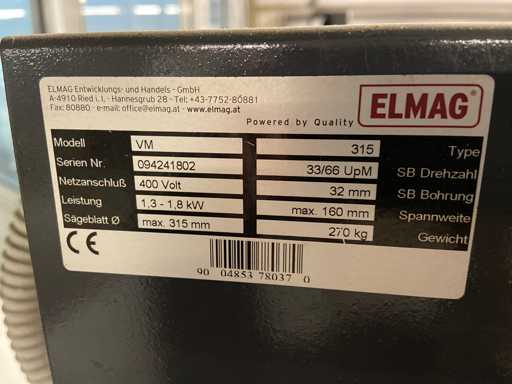 ELMAG Entwicklungs- und Handels - GmbH
A-4910 Ried i. I. - Hannesgrub 28 - Tel: +43-7752-80881
Fax: 80880 - e-mail: office@elmag.at - www.elmag.at
ELMAG
Powered by Quality
Modell VM 315 Type
Serien Nr. 094241802 33/66 UpM SB Drehzahl
Netzanschluß 400 Volt 32 mm SB Bohrung
Leistung 1,3 - 1,8 kW max. 160 mm Spannweite
Sägeblatt Ø max. 315 mm 270 kg Gewicht
CE
90 04853 78037 0